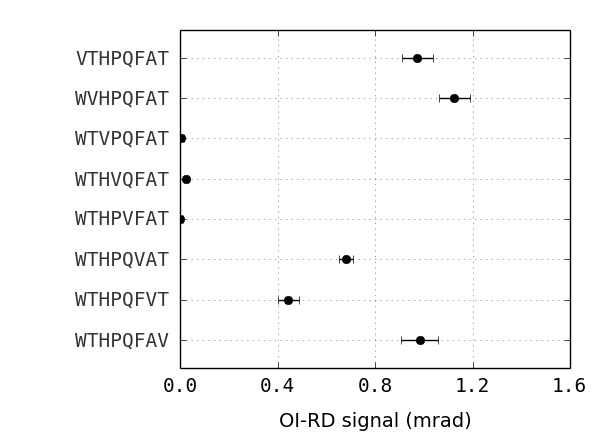 VTHPQFAT
WVHPQFAT
WTVPQFAT
WTHVQFAT
WTHPVFAT
WTHPQVAT
WTHPQFVT
WTHPQFAV
0.0 0.4 0.8 1.2 1.6
OI-RD signal (mrad)